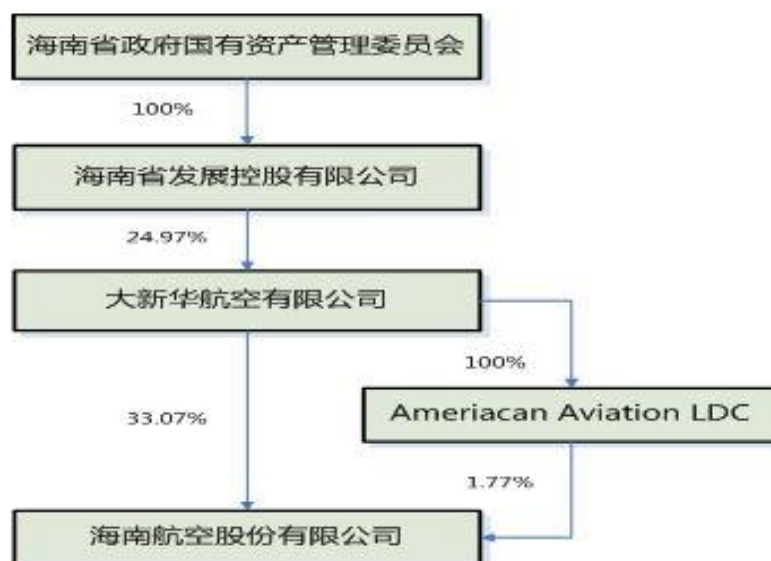 海南省政府国有资产管理委员会
100%
海南省发展控股有限公司
24.97%
大新华航空有限公司
100%
Ameriacan Aviation LDC
33.07%
1.77%
海南航空股份有限公司